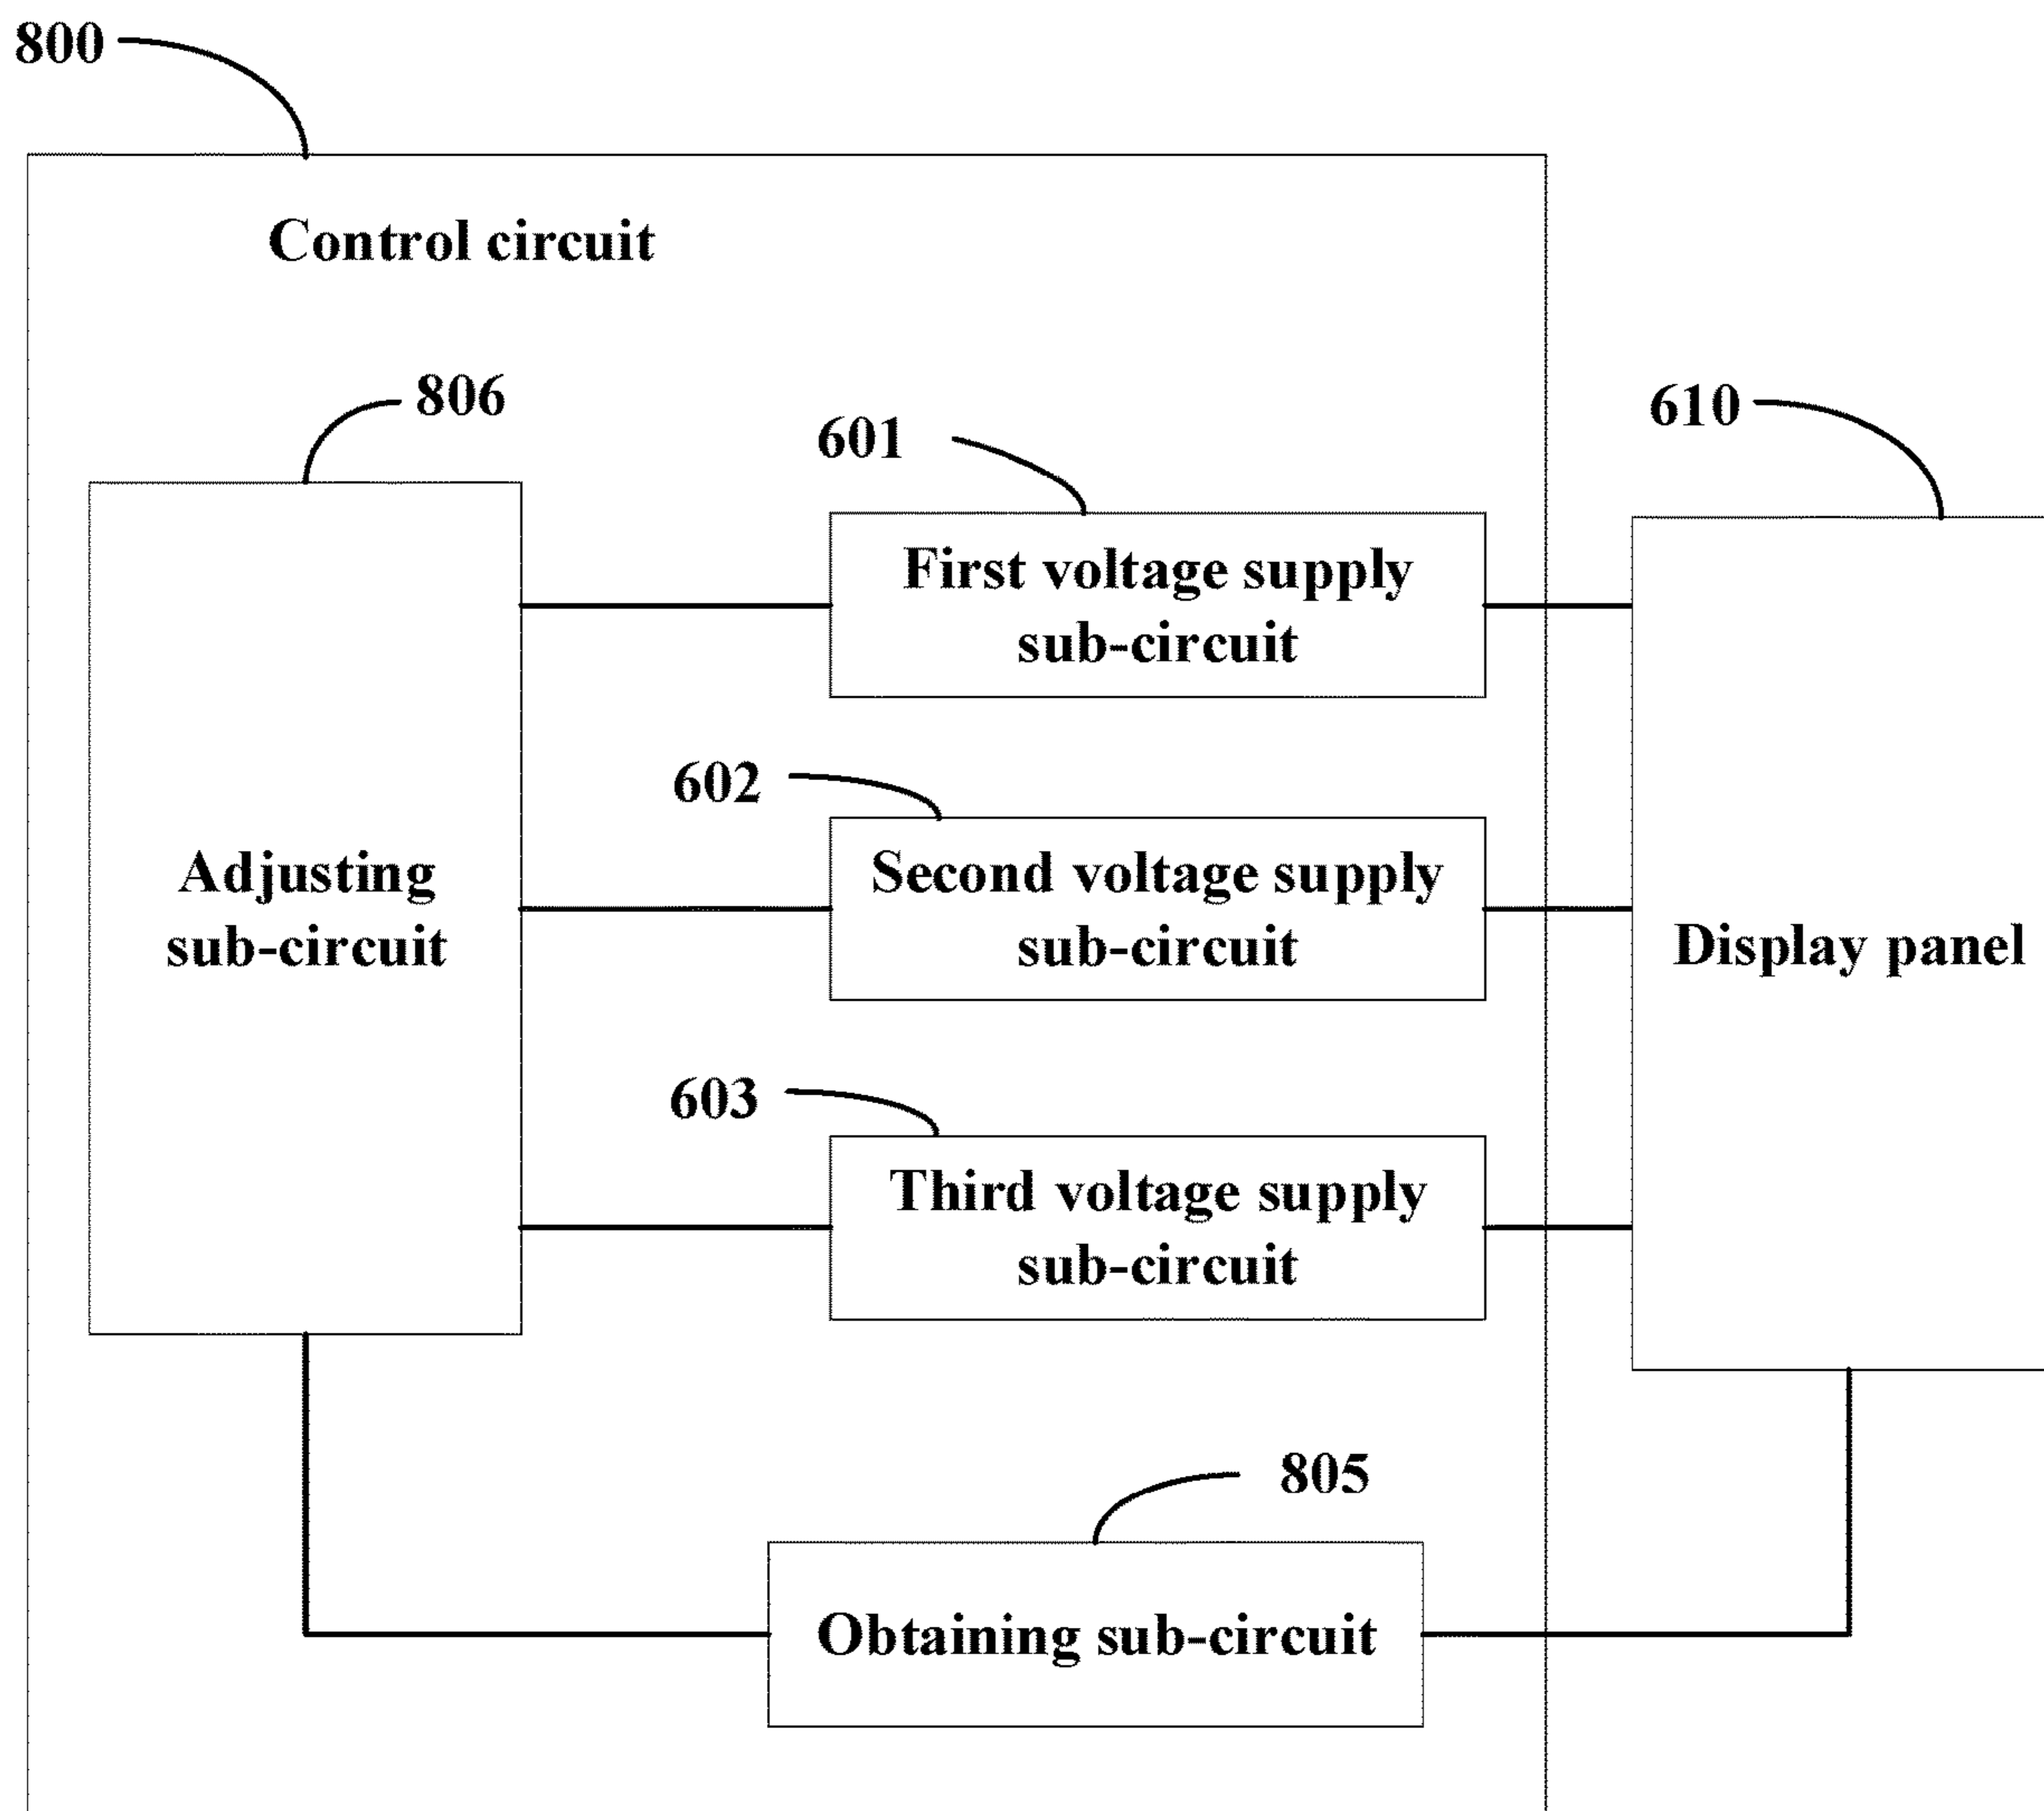 800
Control circuit
806
601
610
First voltage supply
sub-circuit
602
Adjusting
sub-circuit
Second voltage supply
sub-circuit
Display panel
603
Third voltage supply
sub-circuit
805
Obtaining sub-circuit